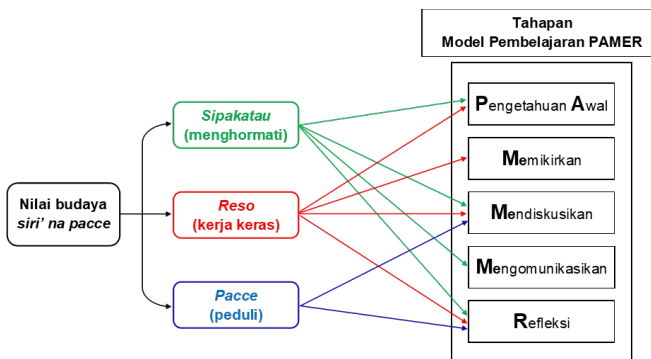 Tahapan
Model Pembelajaran PAMER
Nilai budaya
siri' na pacce
Sipakatau
(menghormati)
Reso
(kerja keras)
Pacce
(peduli)
Pengetahuan Awal
Memikirkan
Mendiskusikan
Mengomunikasikan
Refleksi